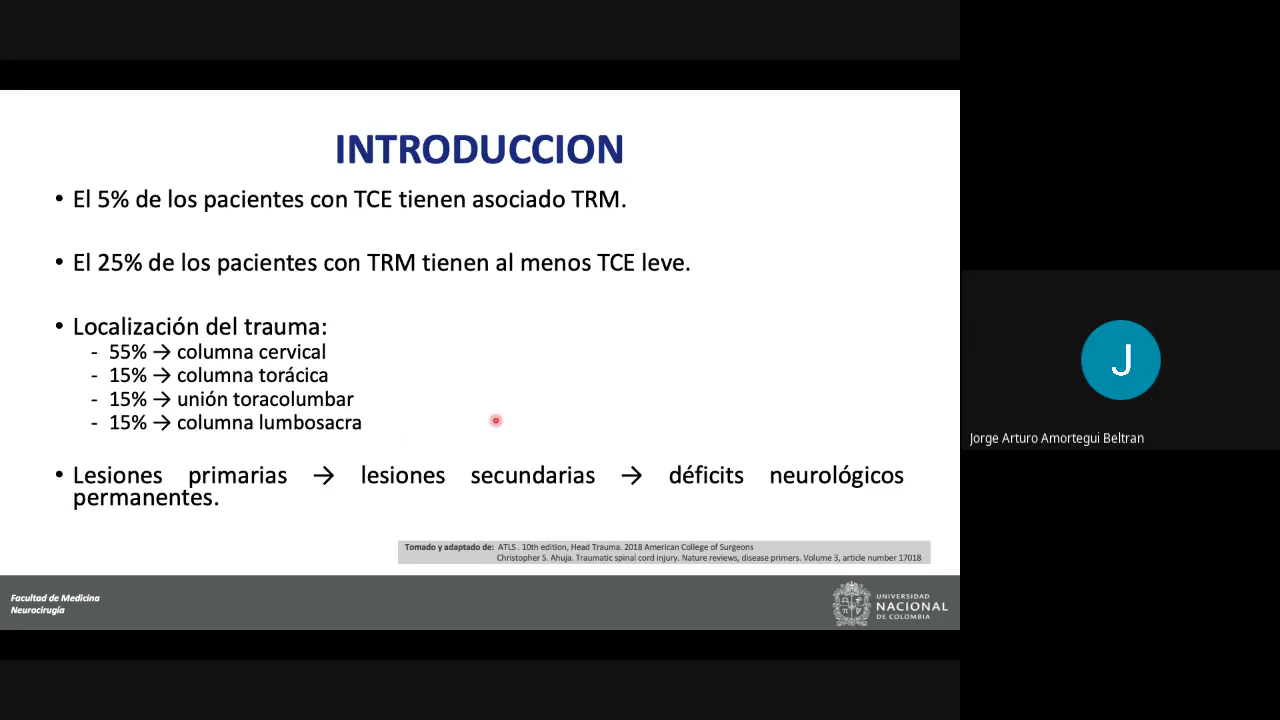 INTRODUCCION
• El 5% de los pacientes con TCE tienen asociado TRM.
• El 25% de los pacientes con TRM tienen al menos TCE leve.
• Localización del trauma:
- 55% → columna cervical
- 15% → columna torácica
- 15% → unión toracolumbar
- 15% → columna lumbosacra
• Lesiones primarias → lesiones secundarias → déficits neurológicos
permanentes.
Tomado y adaptado de: ATLS . 10th edition, Head Trauma. 2018 American College of Surgeons
Christopher S. Ahuja. Traumatic spinal cord injury. Nature reviews, disease primers. Volume 3, article number 17018
Facultad de Medicina
Neurocirugía
UNIVERSIDAD
NACIONAL
DE COLOMBIA
J
Jorge Arturo Amortegui Beltran